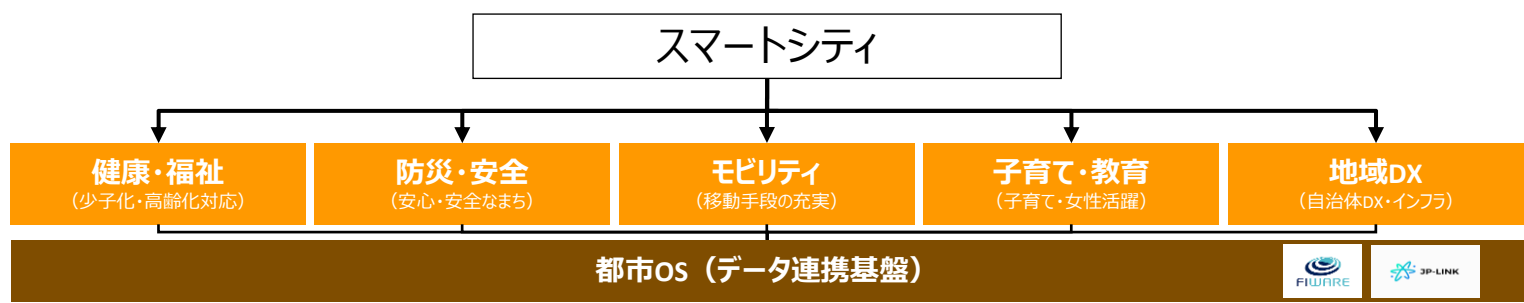 スマートシティ
健康・福祉
（少子化・高齢化対応）
防災・安全
（安心・安全なまち）
モビリティ
（移動手段の充実）
子育て・教育
（子育て・女性活躍）
地域DX
（自治体DX・インフラ）
都市OS（データ連携基盤）
FIWARE
JP-LINK